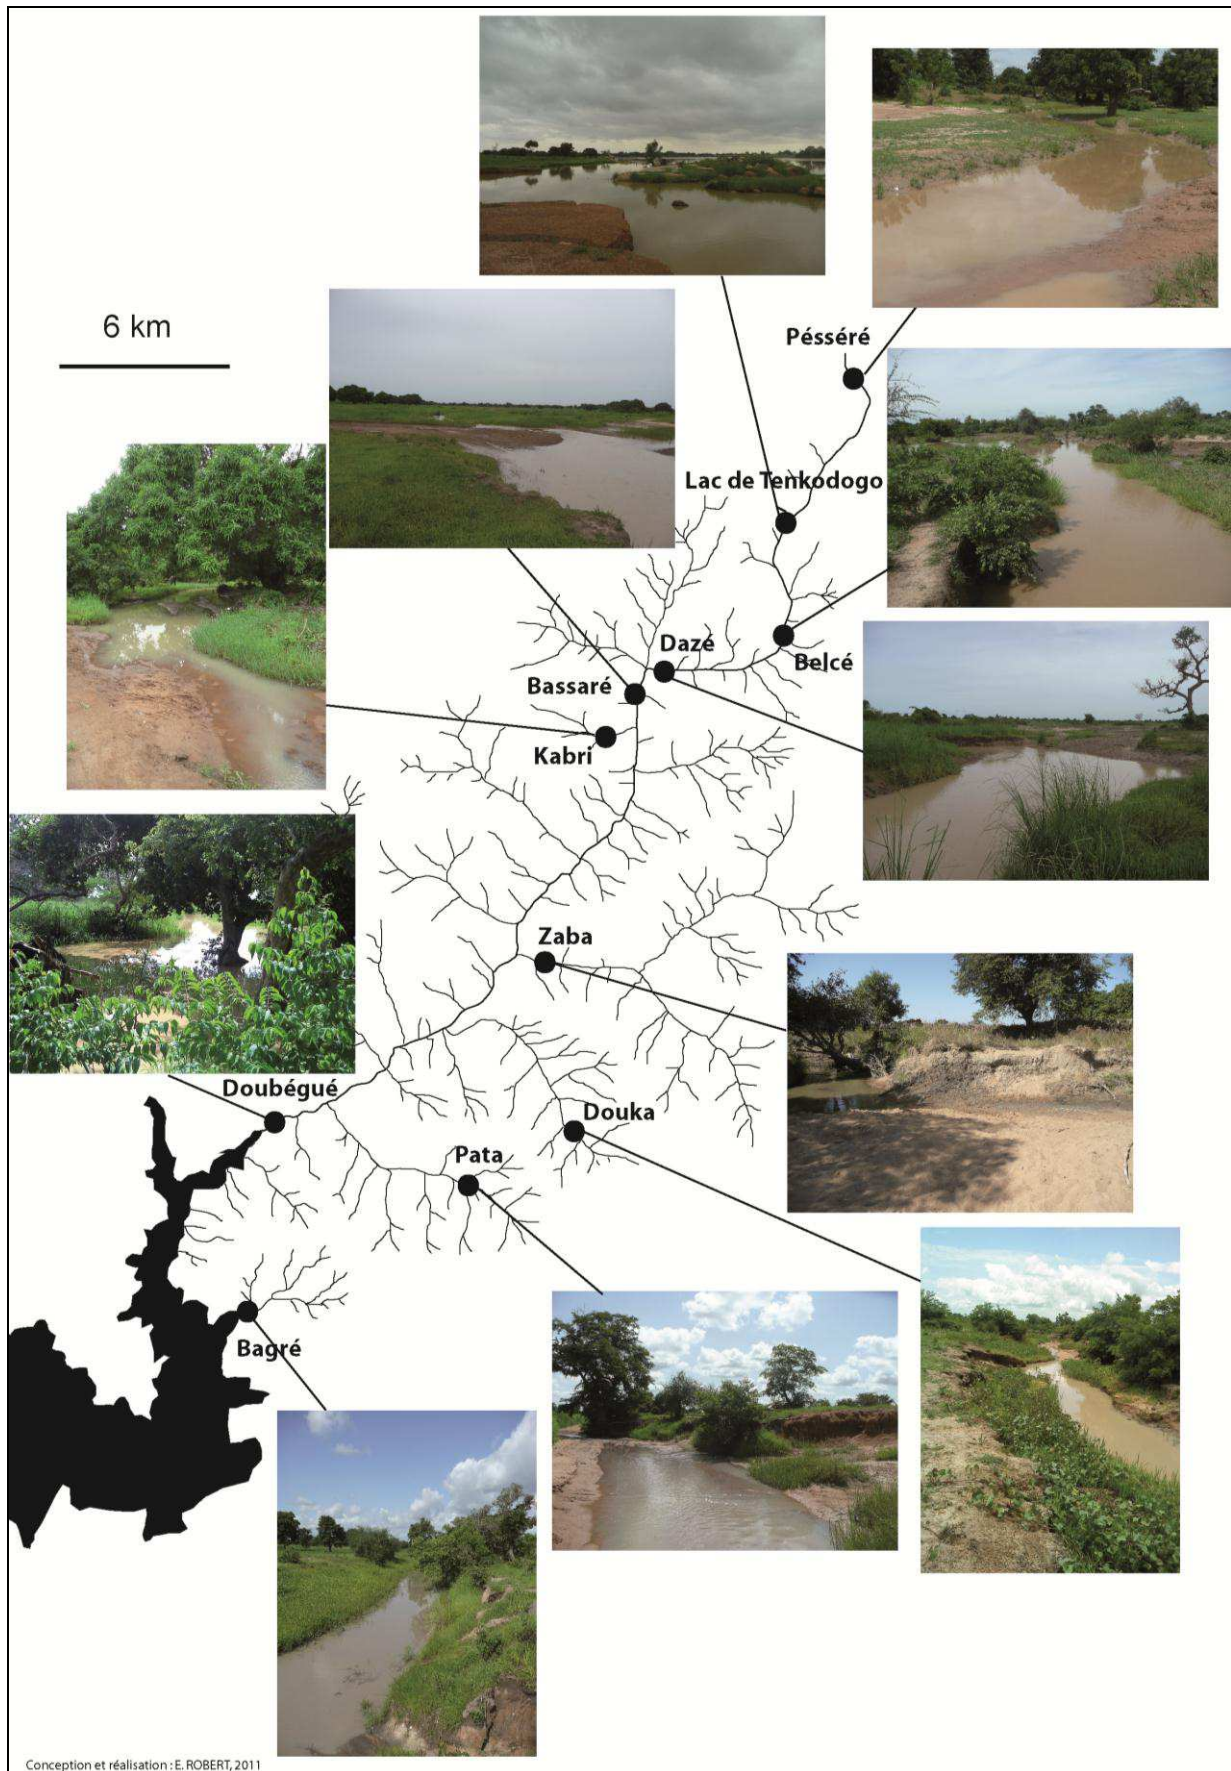 6 km
Pésséré
Lac de Tenkodogo
Dazé
Belcé
Bassaré
Kabri
Zaba
Doubégué
Douka
Pata
Bagré
Conception et réalisation : E. ROBERT, 2011